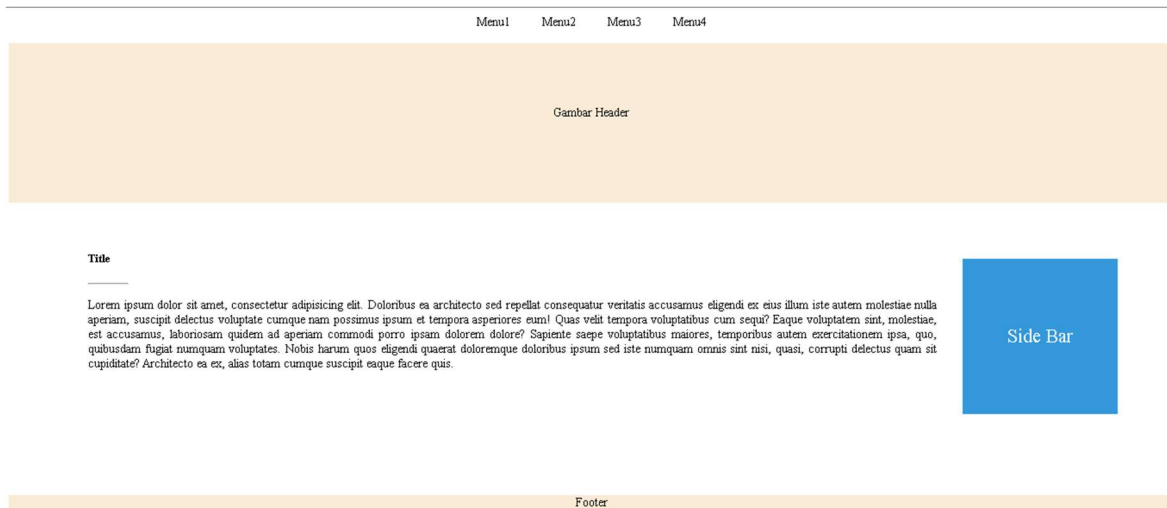 Menu1 Menu2 Menu3 Menu4
Gambar Header
Title
Lorem ipsum dolor sit amet, consectetur adipisicing elit. Doloribus ea architecto sed repellat consequatur veritatis accusamus eligendi ex eius illum iste autem molestiae nulla
aperiam, suscipit delectus voluptate cumque nam possimus ipsum et tempora asperiores eum! Quas velit tempora voluptatibus cum sequi? Eaque voluptatem sint, molestiae,
est accusamus, laboriosam quidem ad aperiam commodi porro ipsam dolorem dolore? Sapiente saepe voluptatibus maiores, temporibus autem exercitationem ipsa, quo,
quibusdam fugiat numquam voluptates. Nobis harum quos eligendi quaerat doloremque doloribus ipsum sed iste numquam omnis sint nisi, quasi, corrupti delectus quam sit
cupiditate? Architecto ea ex, alias totam cumque suscipit eaque facere quis.
Side Bar
Footer